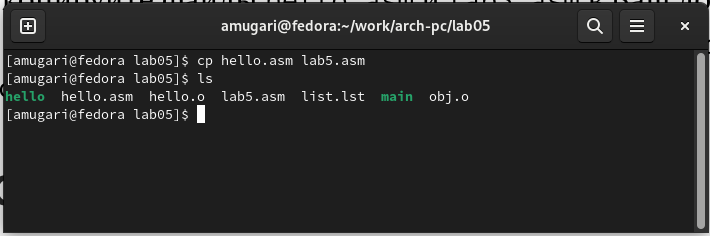 amugari@fedora:~/work/arch-pc/lab05
[amugari@fedora lab05]$ cp hello.asm lab5.asm
[amugari@fedora lab05]$ ls
hello  hello.asm  hello.o  lab5.asm  list.lst  main  obj.o
[amugari@fedora lab05]$